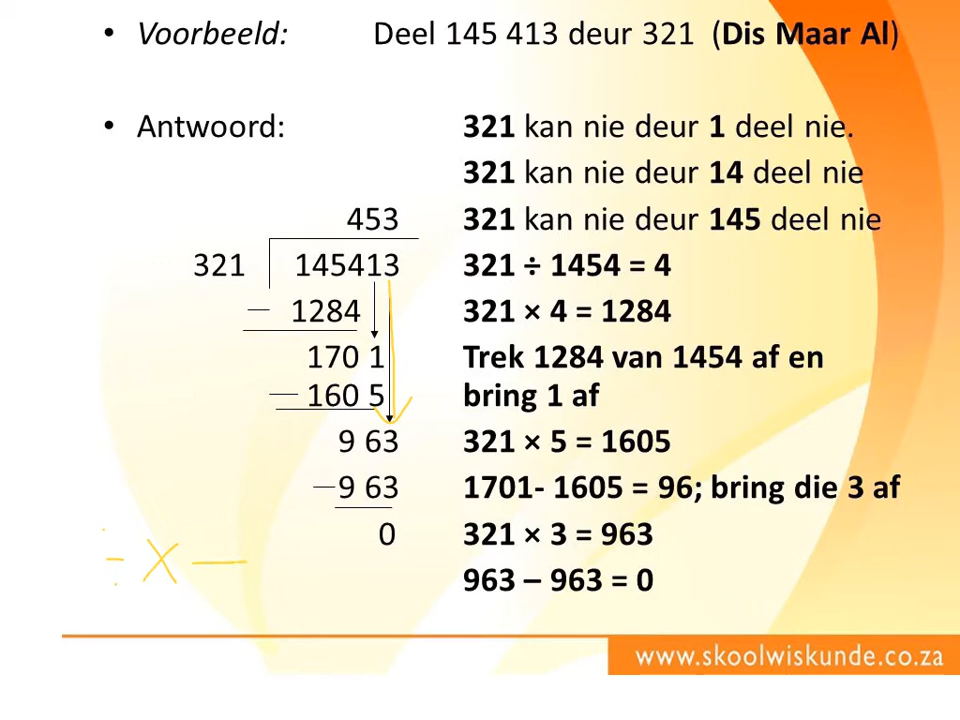 • Voorbeeld: Deel 145 413 deur 321 (Dis Maar Al)
• Antwoord: 321 kan nie deur 1 deel nie.
321 kan nie deur 14 deel nie
453 321 kan nie deur 145 deel nie
321 145413 321 ÷ 1454 = 4
– 1284 321 × 4 = 1284
170 1 Trek 1284 van 1454 af en
– 160 5 bring 1 af
9 63 321 × 5 = 1605
– 9 63 1701- 1605 = 96; bring die 3 af
0 321 × 3 = 963
÷ × – 963 – 963 = 0
www.skoolwiskunde.co.za